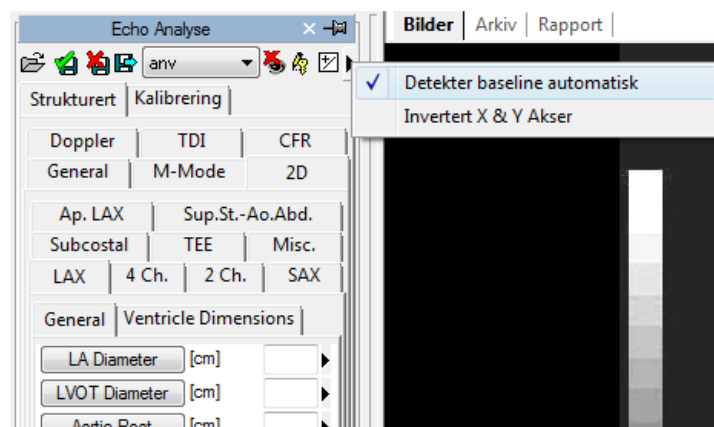 Echo Analyse
Bilder Arkiv Rapport
anv
Detekter baseline automatisk
Invertert X & Y Akser
Strukturert Kalibrering
Doppler TDI CFR
General M-Mode 2D
Ap. LAX Sup.St.-Ao.Abd.
Subcostal TEE Misc.
LAX 4 Ch. 2 Ch. SAX
General Ventricle Dimensions
LA Diameter [cm]
LVOT Diameter [cm]
Aortic Root [cm]